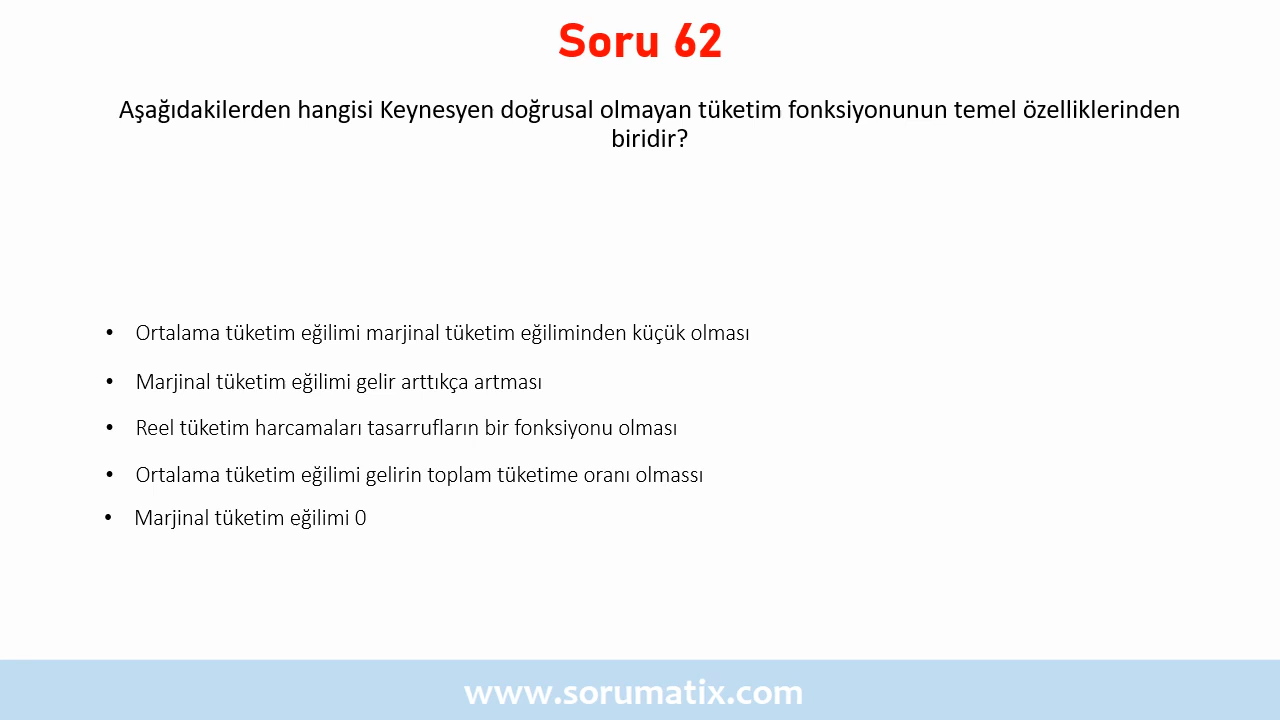 Soru 62
Aşağıdakilerden hangisi Keynesyen doğrusal olmayan tüketim fonksiyonunun temel özelliklerinden
biridir?
• Ortalama tüketim eğilimi marjinal tüketim eğiliminden küçük olması
• Marjinal tüketim eğilimi gelir arttıkça artması
• Reel tüketim harcamaları tasarrufların bir fonksiyonu olması
• Ortalama tüketim eğilimi gelirin toplam tüketime oranı olmassı
• Marjinal tüketim eğilimi 0
www.sorumatix.com